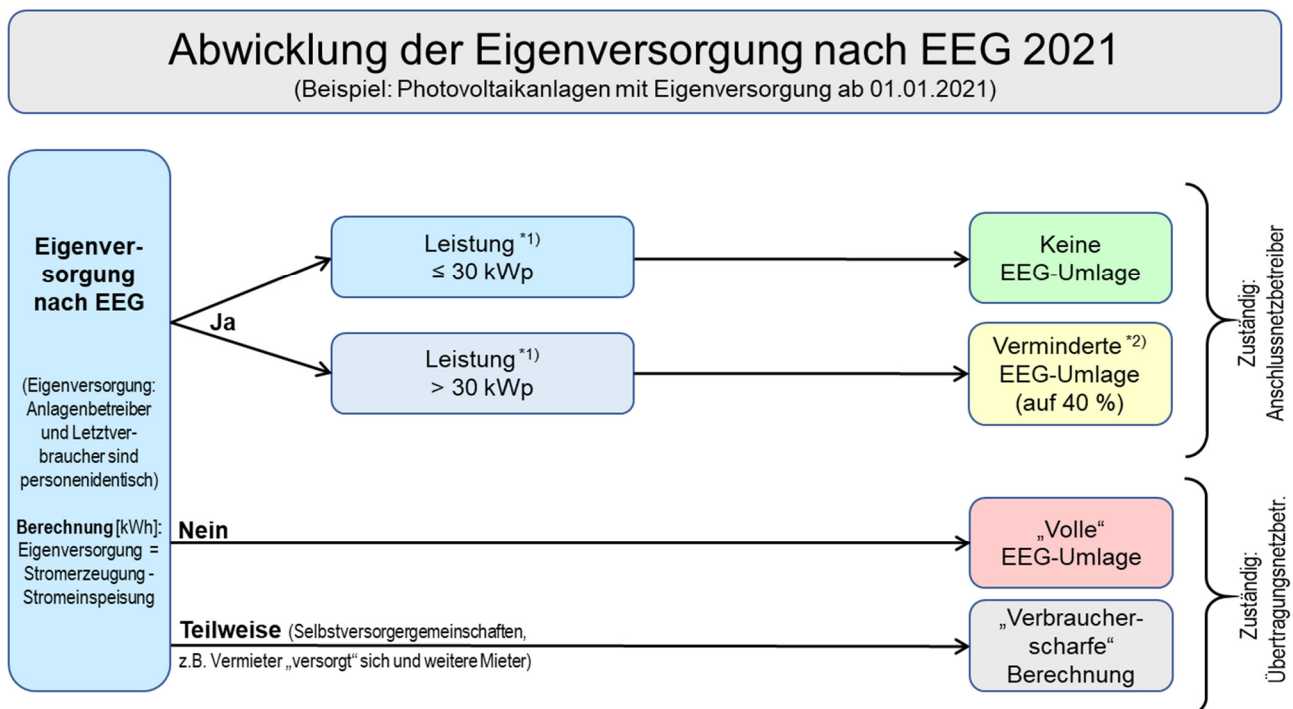 Abwicklung der Eigenversorgung nach EEG 2021
(Beispiel: Photovoltaikanlagen mit Eigenversorgung ab 01.01.2021)
Eigenver-
sorgung
nach EEG
(Eigenversorgung:
Anlagenbetreiber
und Letztver-
braucher sind
personenidentisch)
Berechnung [kWh]:
Eigenversorgung =
Stromerzeugung -
Stromeinspeisung
Ja
Leistung *1)
≤ 30 kWp
Keine
EEG-Umlage
Leistung *1)
> 30 kWp
Verminderte *2)
EEG-Umlage
(auf 40 %)
Zuständig:
Anschlussnetzbetreiber
Nein
„Volle“
EEG-Umlage
Teilweise (Selbstversorgergemeinschaften,
z.B. Vermieter „versorgt“ sich und weitere Mieter)
„Verbraucher-
scharfe“
Berechnung
Zuständig:
Übertragungsnetzbetr.